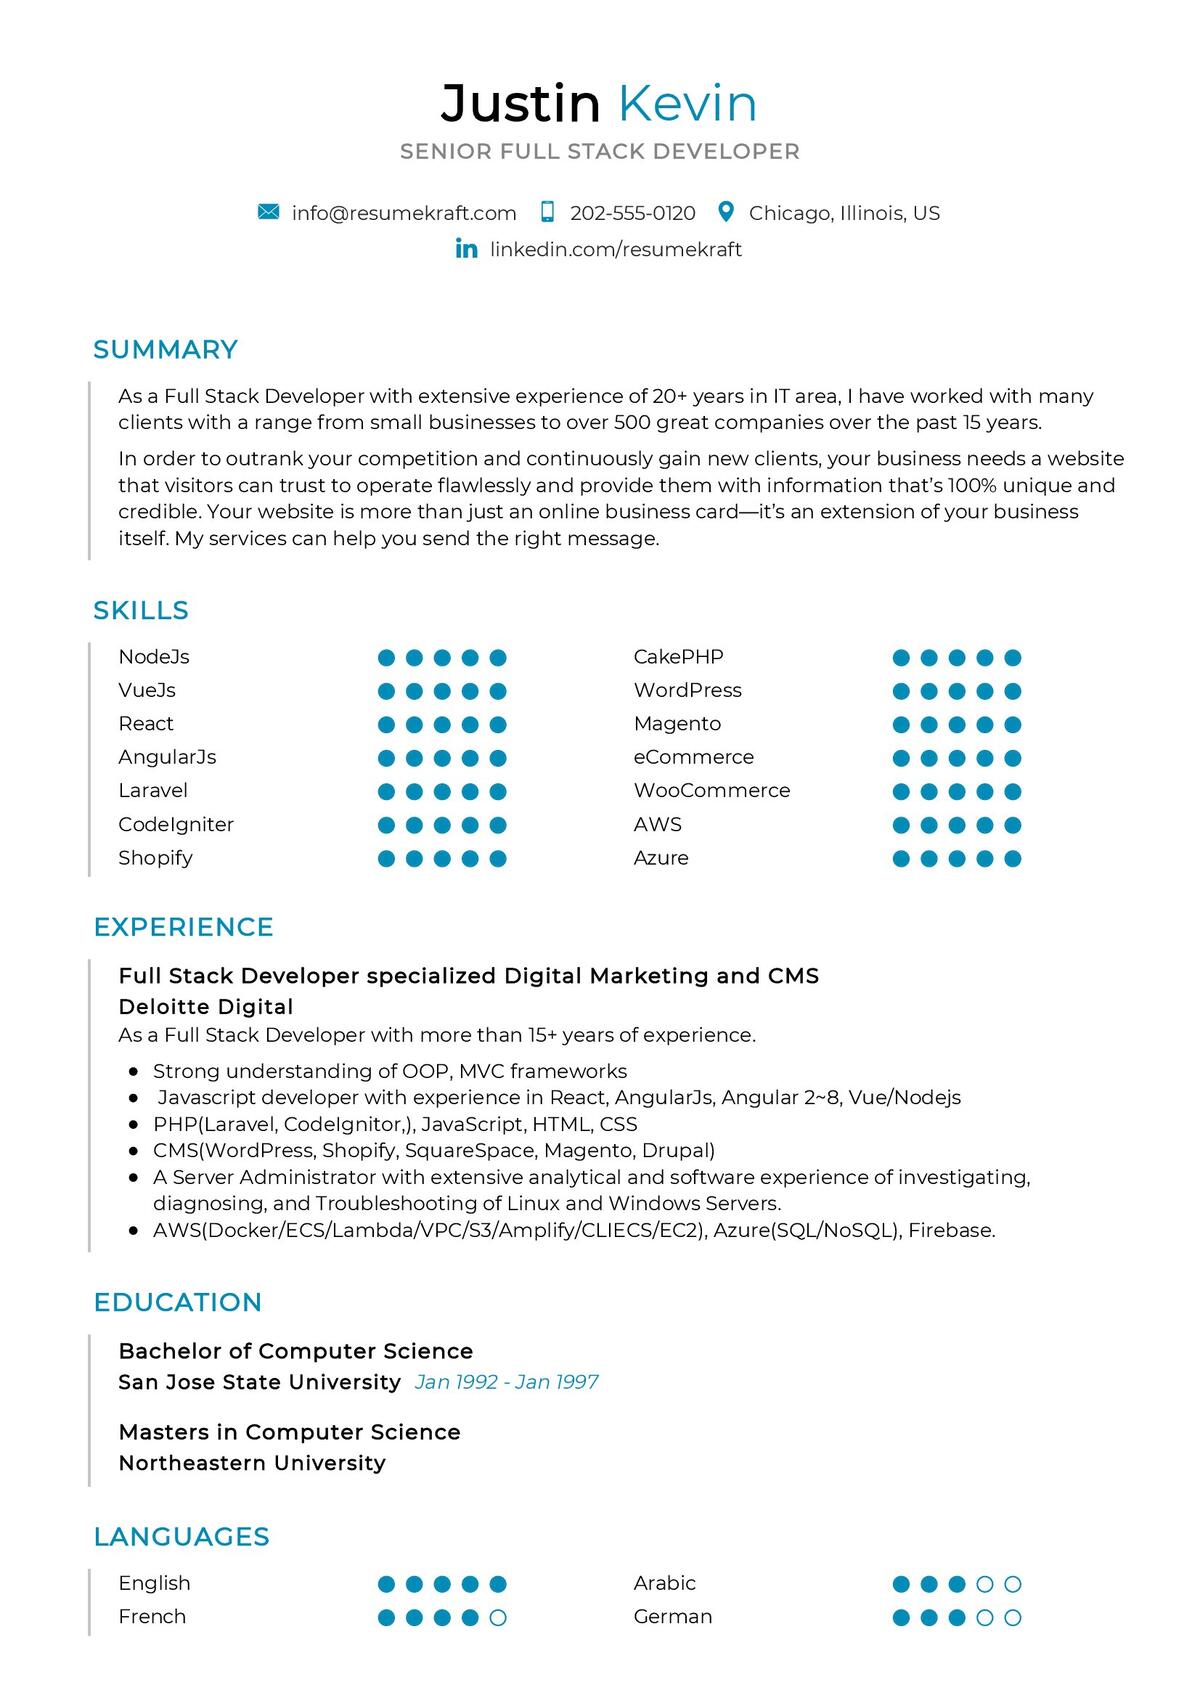 Justin Kevin
SENIOR FULL STACK DEVELOPER
info@resumekraft.com 202-555-0120 Chicago, Illinois, US
linkedin.com/resumekraft
SUMMARY
As a Full Stack Developer with extensive experience of 20+ years in IT area, I have worked with many
clients with a range from small businesses to over 500 great companies over the past 15 years.
In order to outrank your competition and continuously gain new clients, your business needs a website
that visitors can trust to operate flawlessly and provide them with information that’s 100% unique and
credible. Your website is more than just an online business card—it’s an extension of your business
itself. My services can help you send the right message.
SKILLS
NodeJs CakePHP
VueJs WordPress
React Magento
AngularJs eCommerce
Laravel WooCommerce
CodeIgniter AWS
Shopify Azure
EXPERIENCE
Full Stack Developer specialized Digital Marketing and CMS
Deloitte Digital
As a Full Stack Developer with more than 15+ years of experience.
● Strong understanding of OOP, MVC frameworks
● Javascript developer with experience in React, AngularJs, Angular 2~8, Vue/Nodejs
● PHP(Laravel, CodeIgnitor,), JavaScript, HTML, CSS
● CMS(WordPress, Shopify, SquareSpace, Magento, Drupal)
● A Server Administrator with extensive analytical and software experience of investigating,
diagnosing, and Troubleshooting of Linux and Windows Servers.
● AWS(Docker/ECS/Lambda/VPC/S3/Amplify/CLIECS/EC2), Azure(SQL/NoSQL), Firebase.
EDUCATION
Bachelor of Computer Science
San Jose State University Jan 1992 - Jan 1997
Masters in Computer Science
Northeastern University
LANGUAGES
English Arabic
French German